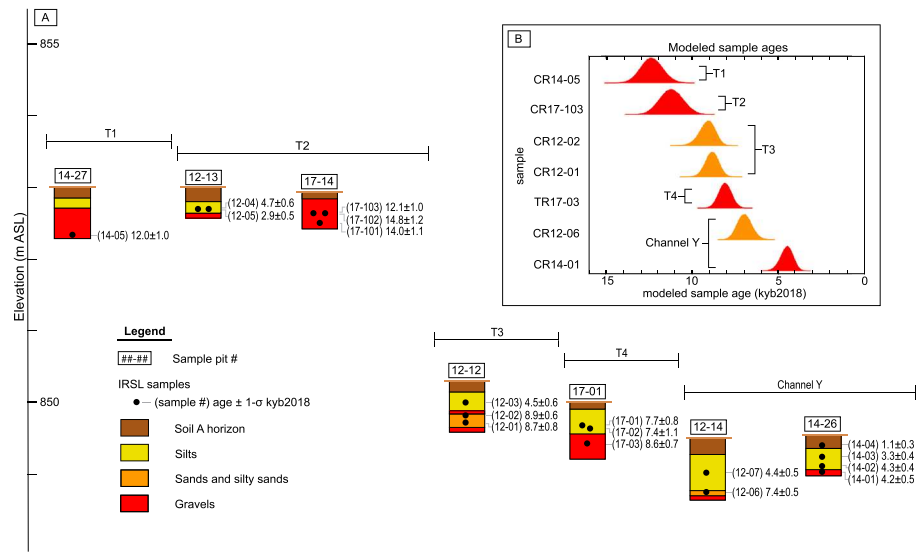 A
855
Elevation (m ASL)
850
T1
14-27
(14-05) 12.0±1.0
T2
12-13
(12-04) 4.7±0.6
(12-05) 2.9±0.5
17-14
(17-103) 12.1±1.0
(17-102) 14.8±1.2
(17-101) 14.0±1.1
B
Modeled sample ages
sample
CR14-05
CR17-103
CR12-02
CR12-01
TR17-03
CR12-06
CR14-01
T1
T2
T3
T4
Channel Y
15
10
5
0
modeled sample age (kyb2018)
Legend
##-## Sample pit #
IRSL samples
(sample #) age ± 1-σ kyb2018
Soil A horizon
Silts
Sands and silty sands
Gravels
T3
12-12
(12-03) 4.5±0.6
(12-02) 8.9±0.6
(12-01) 8.7±0.8
T4
17-01
(17-01) 7.7±0.8
(17-02) 7.4±1.1
(17-03) 8.6±0.7
Channel Y
12-14
(12-07) 4.4±0.5
(12-06) 7.4±0.5
14-26
(14-04) 1.1±0.3
(14-03) 3.3±0.4
(14-02) 4.3±0.4
(14-01) 4.2±0.5